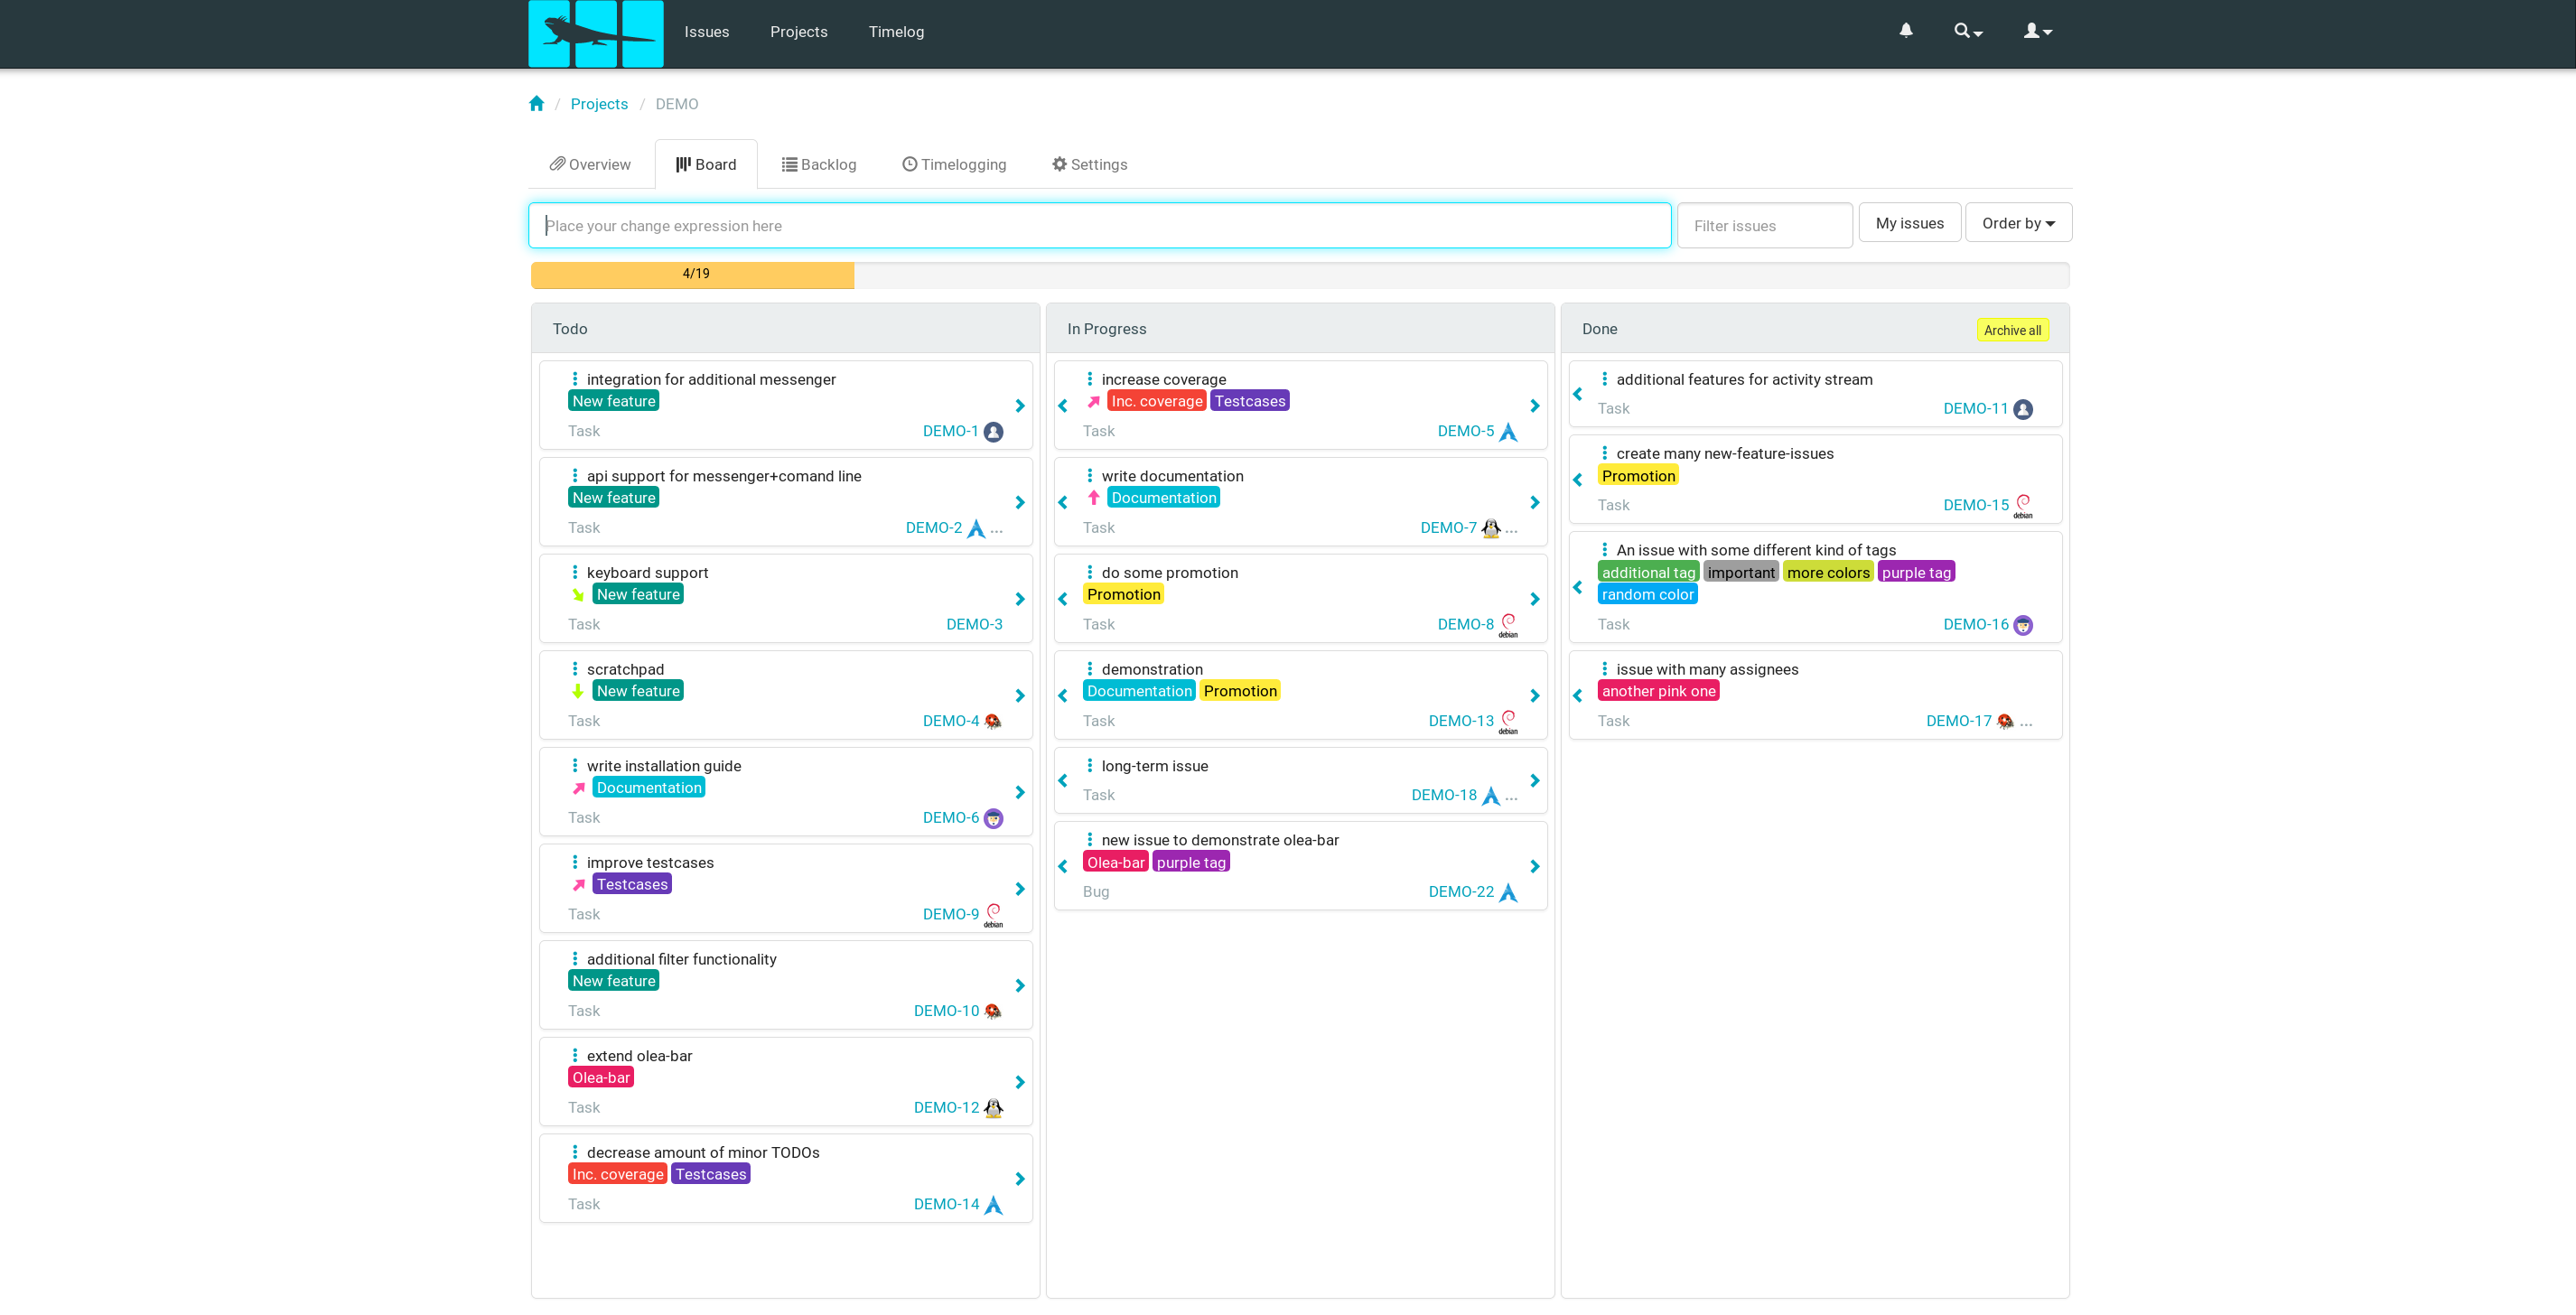 Issues Projects Timelog
/ Projects / DEMO
Overview Board Backlog Timelogging Settings
Place your change expression here Filter issues My issues Order by
4/19
Todo
integration for additional messenger
New feature
Task DEMO-1
api support for messenger+comand line
New feature
Task DEMO-2 ...
keyboard support
New feature
Task DEMO-3
scratchpad
New feature
Task DEMO-4
write installation guide
Documentation
Task DEMO-6
improve testcases
Testcases
Task DEMO-9 debian
additional filter functionality
New feature
Task DEMO-10
extend olea-bar
Olea-bar
Task DEMO-12
decrease amount of minor TODOs
Inc. coverage Testcases
Task DEMO-14
In Progress
increase coverage
Inc. coverage Testcases
Task DEMO-5
write documentation
Documentation
Task DEMO-7 ...
do some promotion
Promotion
Task DEMO-8 debian
demonstration
Documentation Promotion
Task DEMO-13 debian
long-term issue
Task DEMO-18 ...
new issue to demonstrate olea-bar
Olea-bar purple tag
Bug DEMO-22
Done Archive all
additional features for activity stream
Task DEMO-11
create many new-feature-issues
Promotion
Task DEMO-15 debian
An issue with some different kind of tags
additional tag important more colors purple tag
random color
Task DEMO-16
issue with many assignees
another pink one
Task DEMO-17 ...